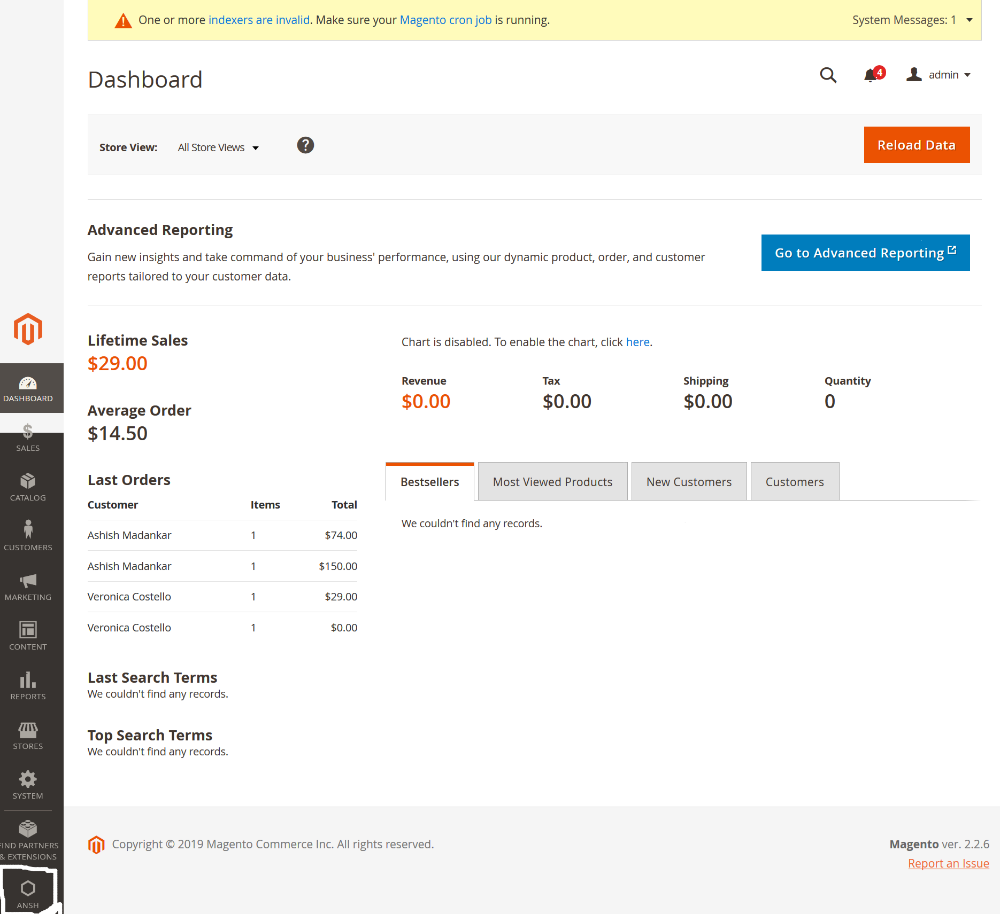 One or more indexers are invalid. Make sure your Magento cron job is running.
System Messages: 1
Dashboard
4
admin
Store View: All Store Views ?
Reload Data
Advanced Reporting
Gain new insights and take command of your business' performance, using our dynamic product, order, and customer
reports tailored to your customer data.
Go to Advanced Reporting
Lifetime Sales
$29.00
Average Order
$14.50
Chart is disabled. To enable the chart, click here.
Revenue Tax Shipping Quantity
$0.00 $0.00 $0.00 0
Last Orders
Customer Items Total
Ashish Madankar 1 $74.00
Ashish Madankar 1 $150.00
Veronica Costello 1 $29.00
Veronica Costello 1 $0.00
Bestsellers Most Viewed Products New Customers Customers
We couldn't find any records.
Last Search Terms
We couldn't find any records.
Top Search Terms
We couldn't find any records.
DASHBOARD
$
SALES
CATALOG
CUSTOMERS
MARKETING
CONTENT
REPORTS
STORES
SYSTEM
FIND PARTNERS
& EXTENSIONS
ANSH
Copyright © 2019 Magento Commerce Inc. All rights reserved.
Magento ver. 2.2.6
Report an Issue